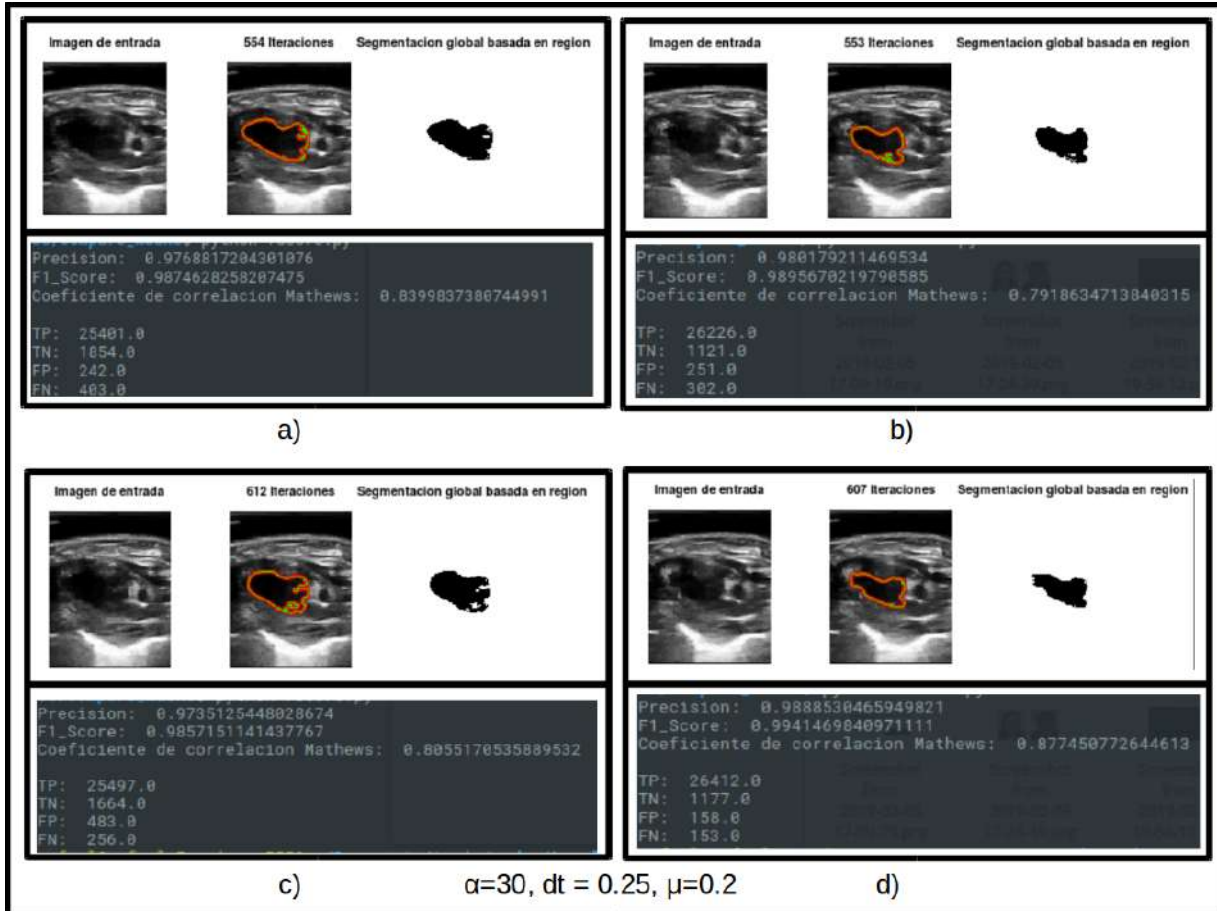 Imagen de entrada 554 Iteraciones Segmentacion global basada en region
Precision: 0.9768817204301076
F1_Score: 0.9874628258207475
Coeficiente de correlacion Mathews: 0.8399837380744991
TP: 25401.0
TN: 1854.0
FP: 242.0
FN: 403.0
a)
Imagen de entrada 553 Iteraciones Segmentacion global basada en region
Precision: 0.980179211469534
F1_Score: 0.9895670219790585
Coeficiente de correlacion Mathews: 0.7918634713840315
TP: 26226.0
TN: 1121.0
FP: 251.0
FN: 302.0
b)
Imagen de entrada 612 Iteraciones Segmentacion global basada en region
Precision: 0.9735125448028674
F1_Score: 0.9857151141437767
Coeficiente de correlacion Mathews: 0.8055170535889532
TP: 25497.0
TN: 1664.0
FP: 483.0
FN: 256.0
c)
Imagen de entrada 607 Iteraciones Segmentacion global basada en region
Precision: 0.9888530465949821
F1_Score: 0.9941469840971111
Coeficiente de correlacion Mathews: 0.877450772644613
TP: 26412.0
TN: 1177.0
FP: 158.0
FN: 153.0
d)
α=30, dt = 0.25, μ=0.2